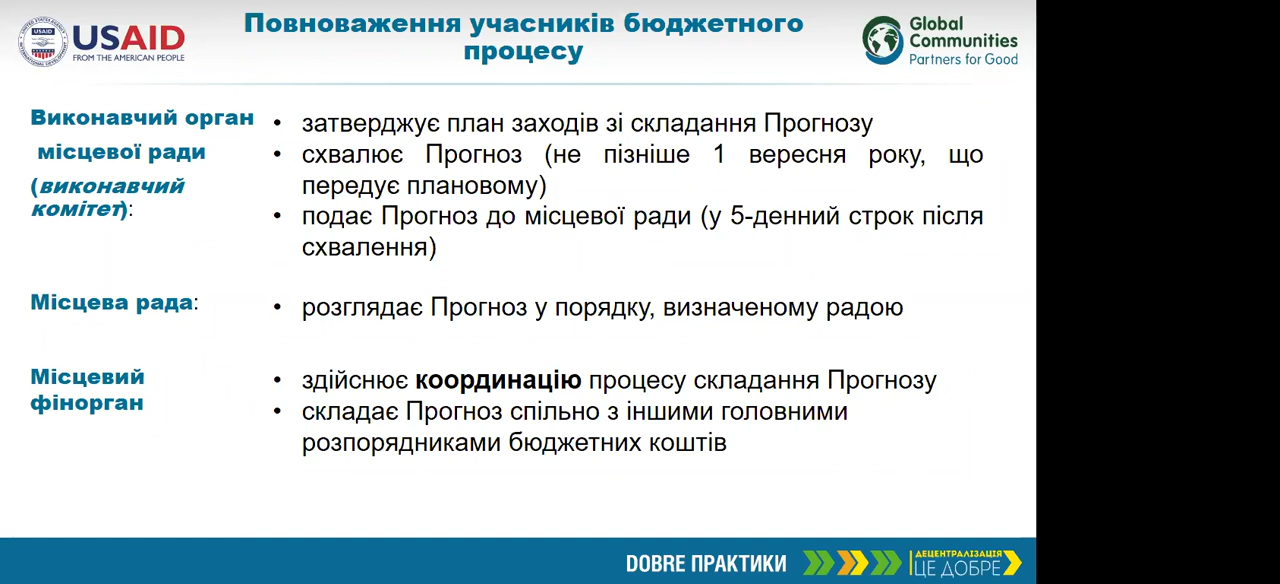 USAID
FROM THE AMERICAN PEOPLE
Повноваження учасників бюджетного
процесу
Global
Communities
Partners for Good
Виконавчий орган
місцевої ради
(виконавчий
комітет):
• затверджує план заходів зі складання Прогнозу
• схвалює Прогноз (не пізніше 1 вересня року, що
передує плановому)
• подає Прогноз до місцевої ради (у 5-денний строк після
схвалення)
Місцева рада:
• розглядає Прогноз у порядку, визначеному радою
Місцевий
фінорган
• здійснює координацію процесу складання Прогнозу
• складає Прогноз спільно з іншими головними
розпорядниками бюджетних коштів
DOBRE ПРАКТИКИ
ДЕЦЕНТРАЛІЗАЦІЯ
ЦЕ ДОБРЕ